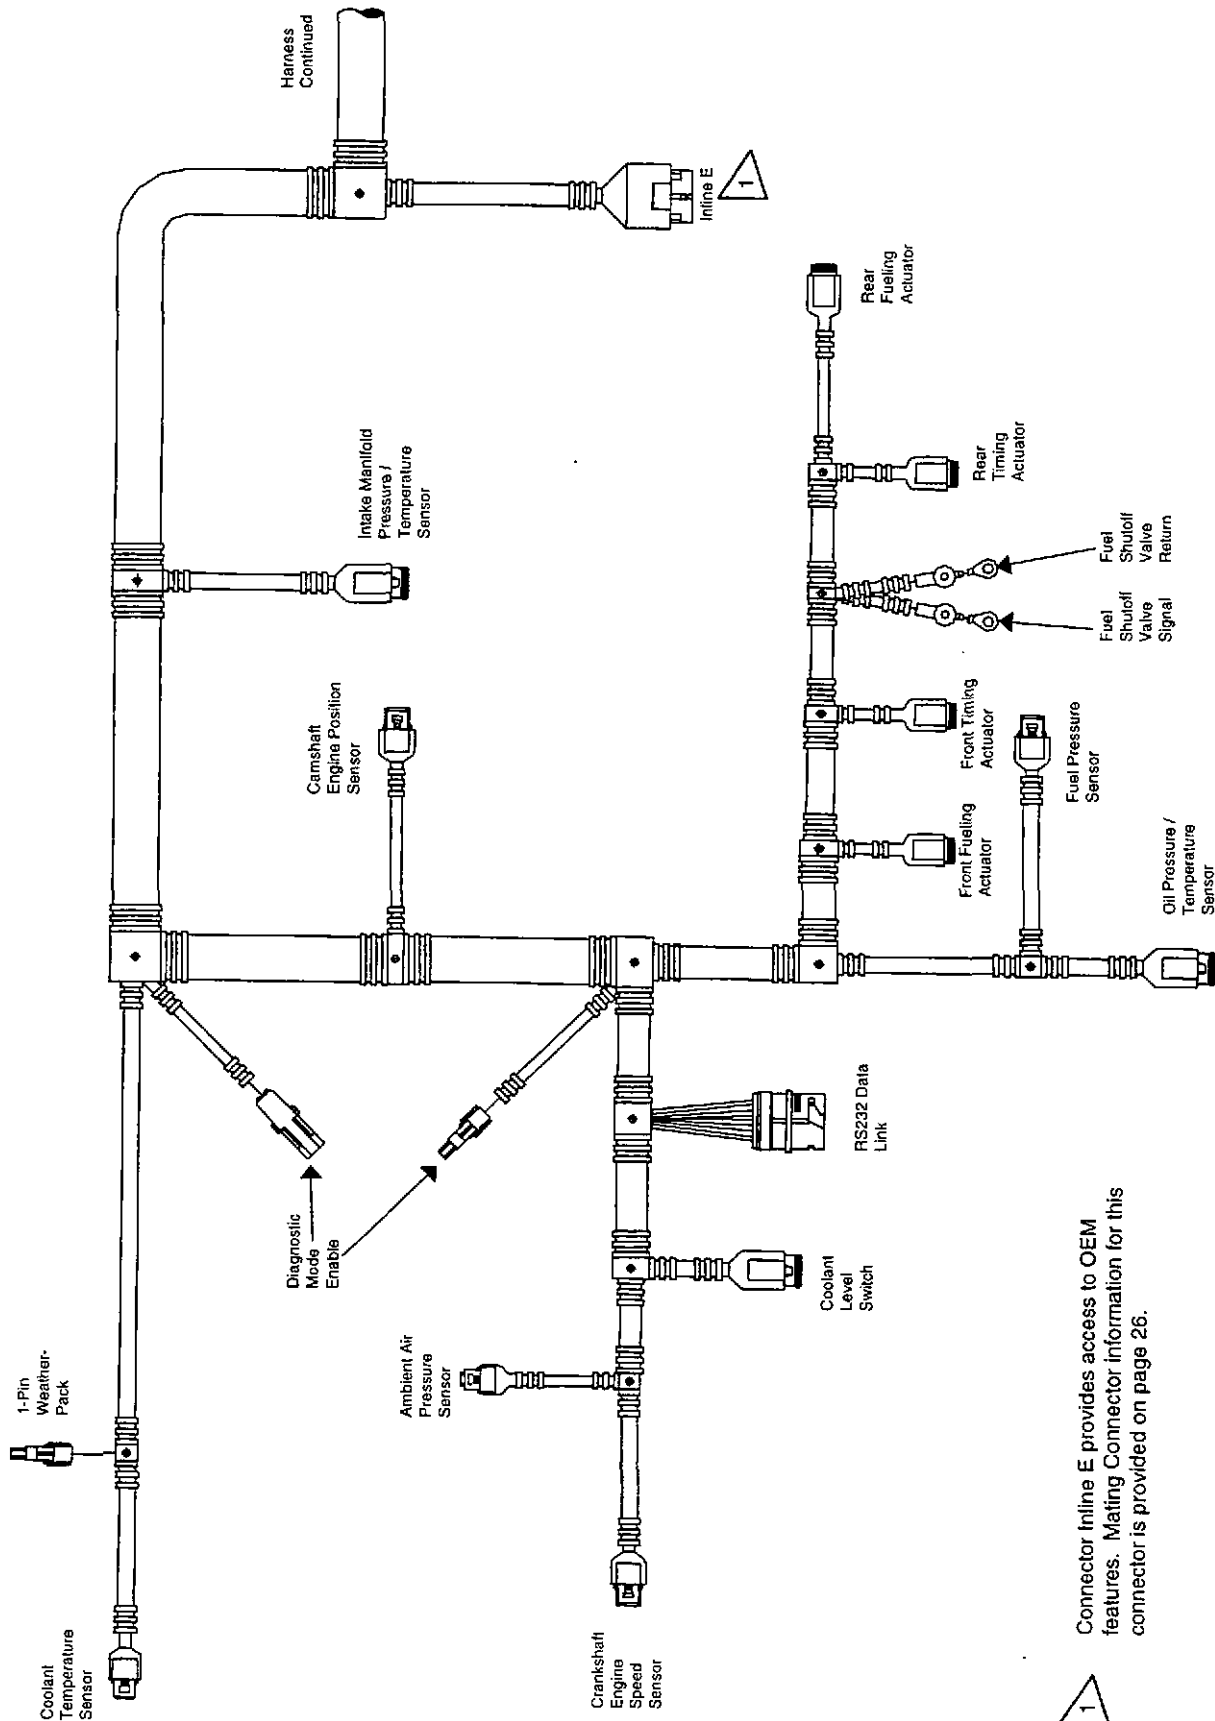 Coolant
Temperature
Sensor
1-Pin
Weather-
Pack
Diagnostic
Mode
Enable
Camshaft
Engine Position
Sensor
Intake Manifold
Pressure /
Temperature
Sensor
Harness
Continued
Inline E
1
Crankshaft
Engine
Speed
Sensor
Ambient Air
Pressure
Sensor
Coolant
Level
Switch
RS232 Data
Link
Front Fueling
Actuator
Front Timing
Actuator
Fuel
Shutoff
Valve
Signal
Fuel
Shutoff
Valve
Return
Rear
Timing
Actuator
Rear
Fueling
Actuator
Fuel Pressure
Sensor
Oil Pressure /
Temperature
Sensor
1
Connector Inline E provides access to OEM
features. Mating Connector information for this
connector is provided on page 26.